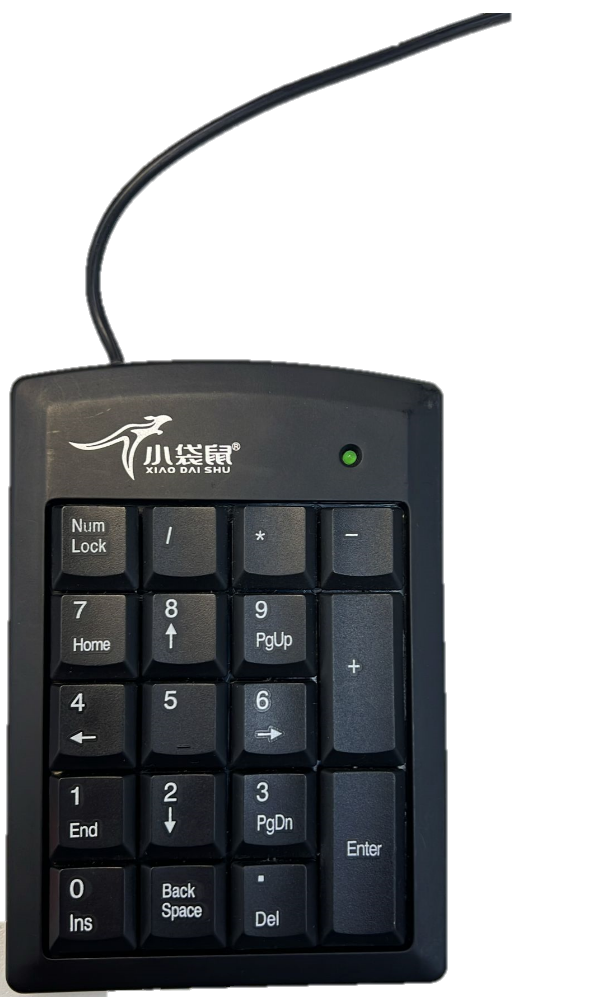 小袋鼠®
XIAO DAI SHU
Num
Lock
/
*
−
7
Home
8
↑
9
PgUp
+
4
←
5
6
→
1
End
2
↓
3
PgDn
Enter
0
Ins
Back
Space
.
Del